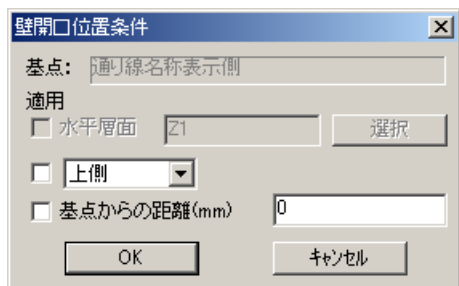 壁開口位置条件
基点: 通り線名称表示側
適用
水平層面 Z1 選択
上側
基点からの距離(mm) 0
OK キャンセル